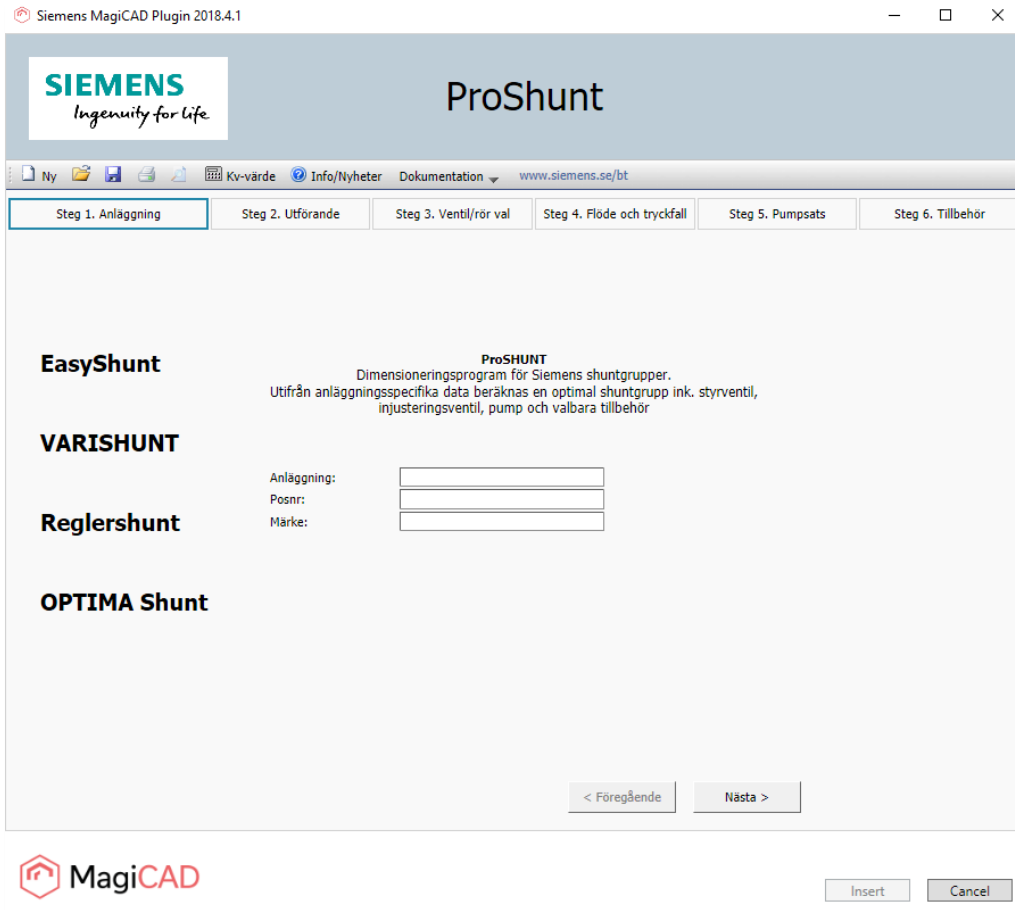 Siemens MagiCAD Plugin 2018.4.1
SIEMENS
Ingenuity for life
ProShunt
Ny Kv-värde Info/Nyheter Dokumentation www.siemens.se/bt
Steg 1. Anläggning Steg 2. Utförande Steg 3. Ventil/rör val Steg 4. Flöde och tryckfall Steg 5. Pumpsats Steg 6. Tillbehör
EasyShunt
VARISHUNT
Reglershunt
OPTIMA Shunt
ProSHUNT
Dimensioneringsprogram för Siemens shuntgrupper.
Utifrån anläggningsspecifika data beräknas en optimal shuntgrupp ink. styrventil,
injusteringsventil, pump och valbara tillbehör
Anläggning:
Posnr:
Märke:
< Föregående Nästa >
MagiCAD
Insert Cancel